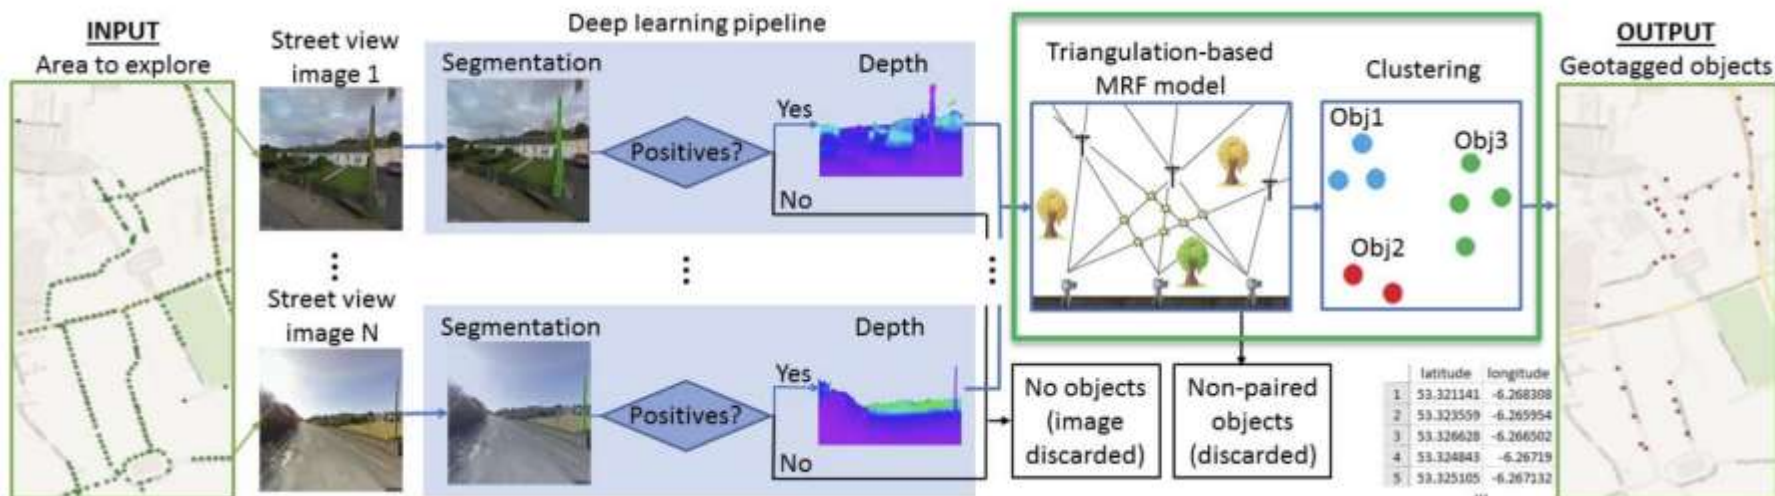 INPUT
Area to explore
Street view
image 1
Deep learning pipeline
Segmentation
Positives?
Yes
No
Depth
Street view
image N
Segmentation
Positives?
Yes
No
Depth
Triangulation-based
MRF model
Clustering
Obj1
Obj3
Obj2
No objects
(image
discarded)
Non-paired
objects
(discarded)
OUTPUT
Geotagged objects
latitude longitude
1 53.321141 -6.268308
2 53.323559 -6.265954
3 53.326628 -6.266502
4 53.324843 -6.26719
5 53.325105 -6.267132
...